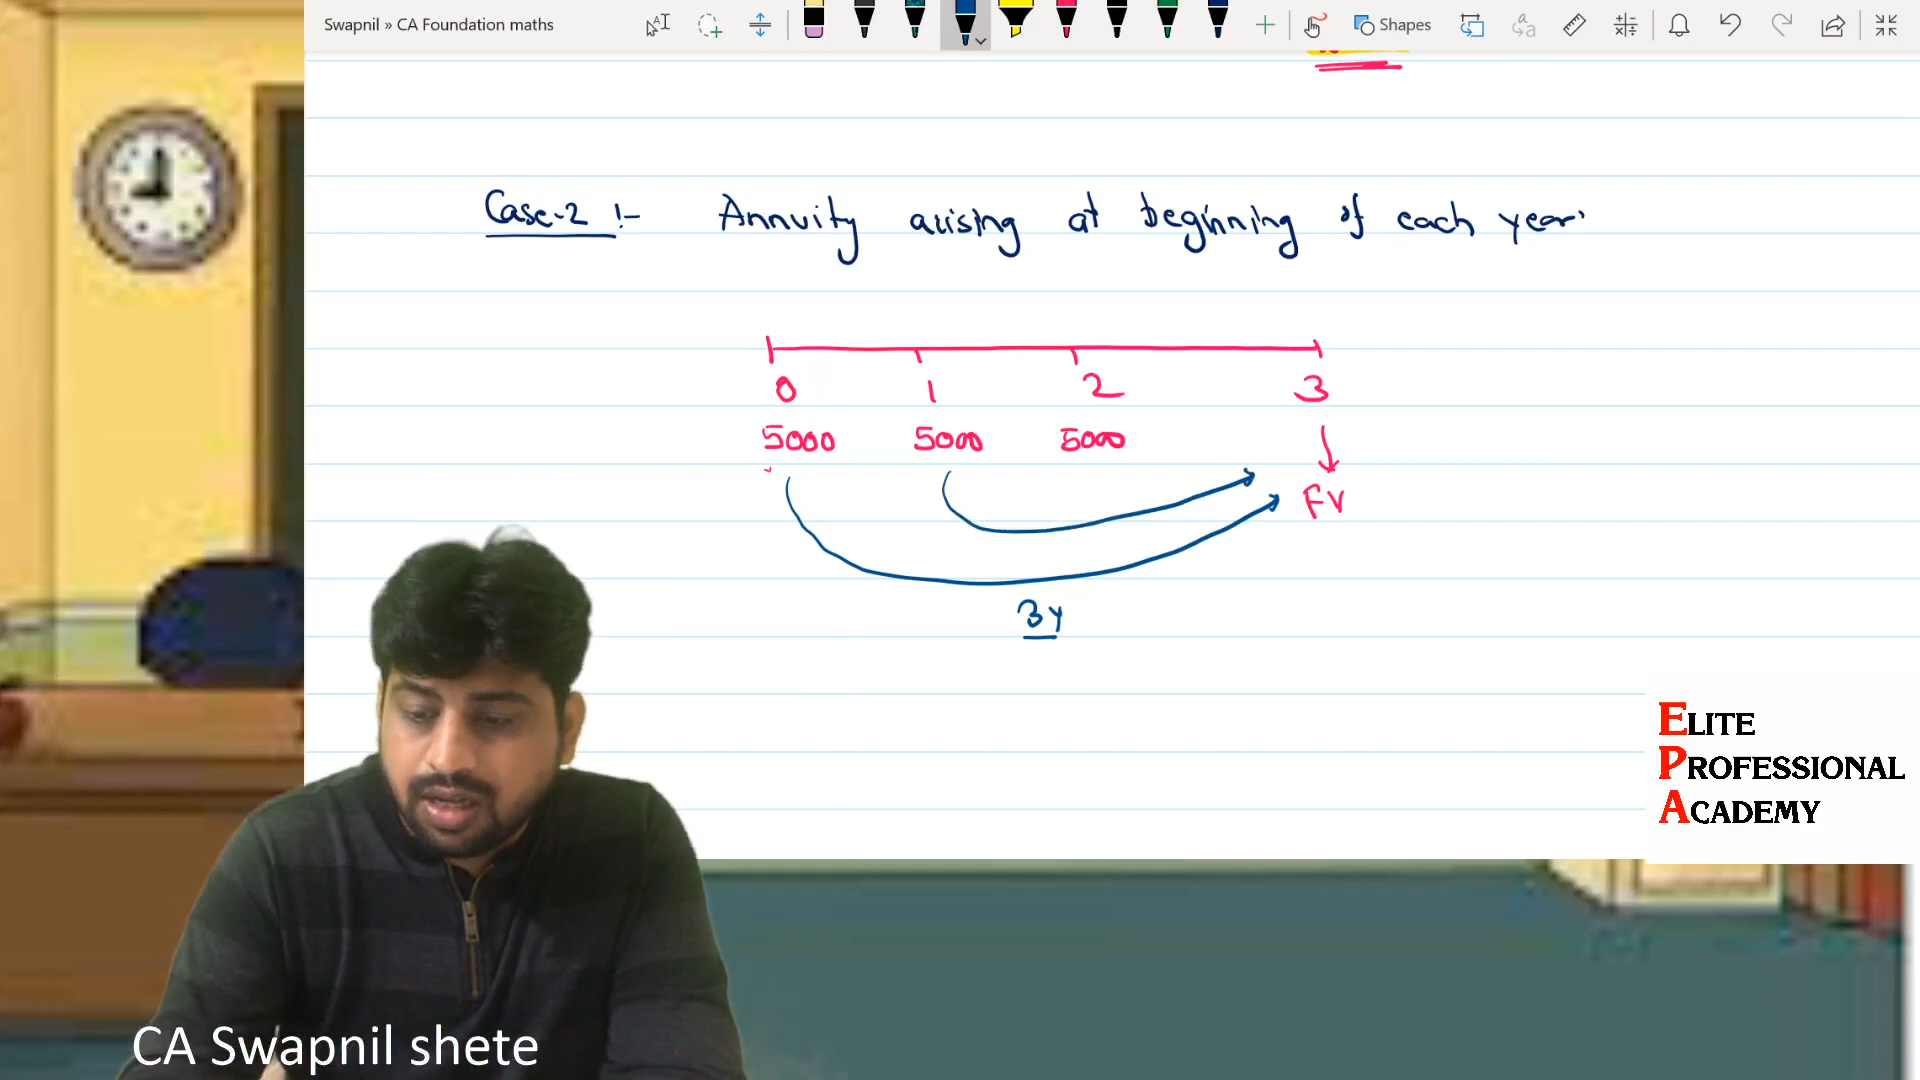 Swapnil » CA Foundation maths
Shapes
Case-2 :- Annuity arising at beginning of each year.
0 1 2 3
5000 5000 5000
FV
3y
ELITE
PROFESSIONAL
ACADEMY
CA Swapnil shete